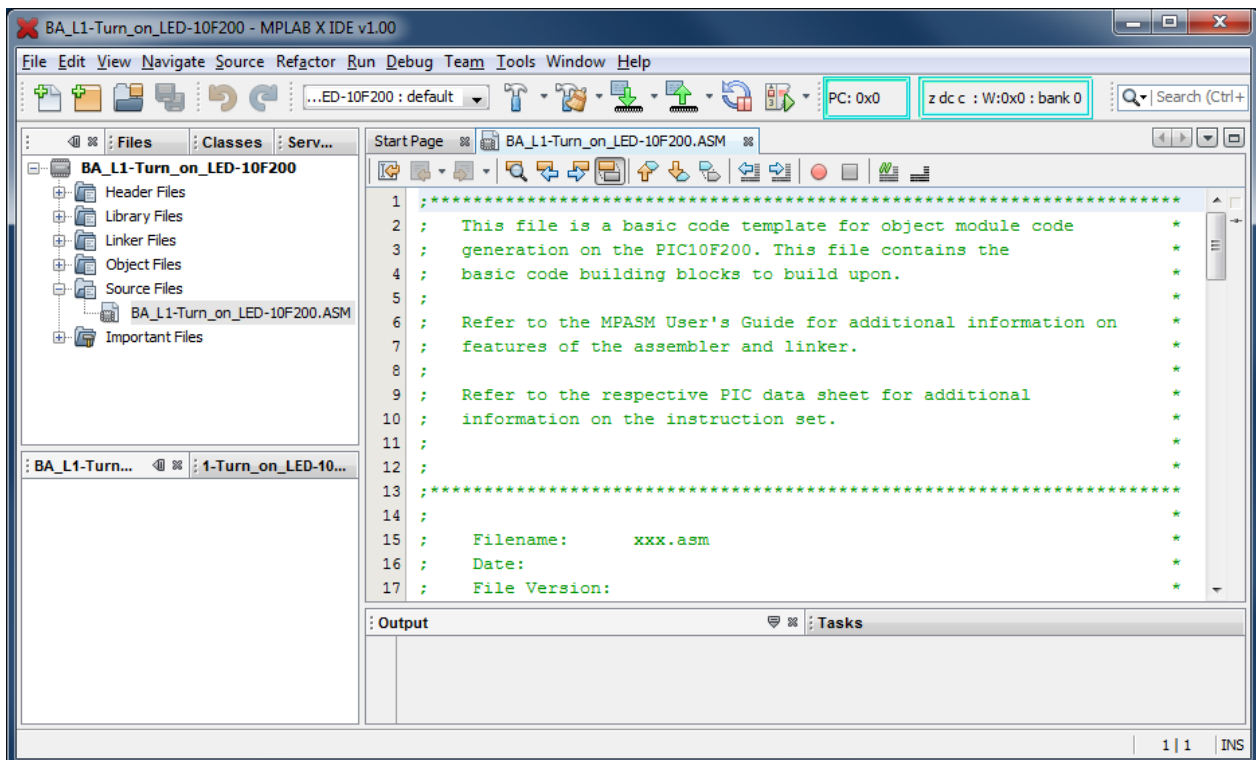 BA_L1-Turn_on_LED-10F200 - MPLAB X IDE v1.00
File Edit View Navigate Source Refactor Run Debug Team Tools Window Help
...ED-10F200 : default PC: 0x0 z dc c : W:0x0 : bank 0 Search (Ctrl+
Files Classes Serv...
BA_L1-Turn_on_LED-10F200
Header Files
Library Files
Linker Files
Object Files
Source Files
BA_L1-Turn_on_LED-10F200.ASM
Important Files
BA_L1-Turn... 1-Turn_on_LED-10...
Start Page BA_L1-Turn_on_LED-10F200.ASM
1 ;**********************************************************************
2 ; This file is a basic code template for object module code *
3 ; generation on the PIC10F200. This file contains the *
4 ; basic code building blocks to build upon. *
5 ; *
6 ; Refer to the MPASM User's Guide for additional information on *
7 ; features of the assembler and linker. *
8 ; *
9 ; Refer to the respective PIC data sheet for additional *
10 ; information on the instruction set. *
11 ; *
12 ; *
13 ;**********************************************************************
14 ; *
15 ; Filename: xxx.asm *
16 ; Date: *
17 ; File Version: *
Output Tasks
1 | 1 INS